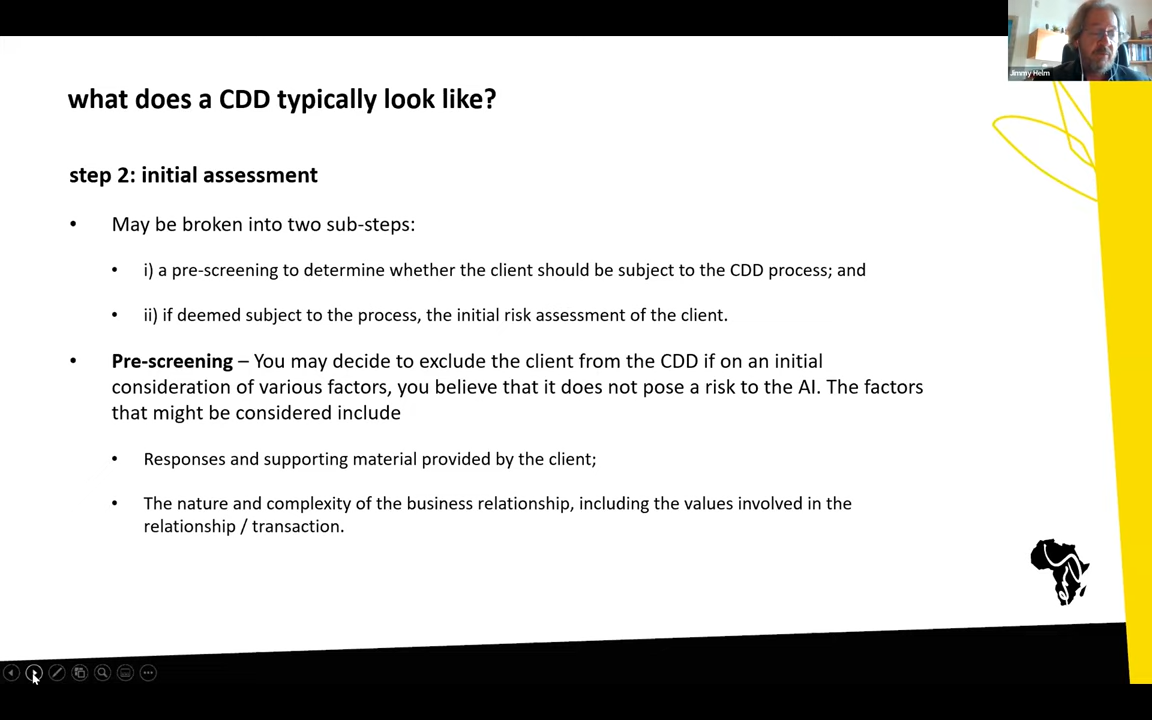 Jimmy Heim
what does a CDD typically look like?
step 2: initial assessment
• May be broken into two sub-steps:
• i) a pre-screening to determine whether the client should be subject to the CDD process; and
• ii) if deemed subject to the process, the initial risk assessment of the client.
• Pre-screening – You may decide to exclude the client from the CDD if on an initial
consideration of various factors, you believe that it does not pose a risk to the AI. The factors
that might be considered include
• Responses and supporting material provided by the client;
• The nature and complexity of the business relationship, including the values involved in the
relationship / transaction.